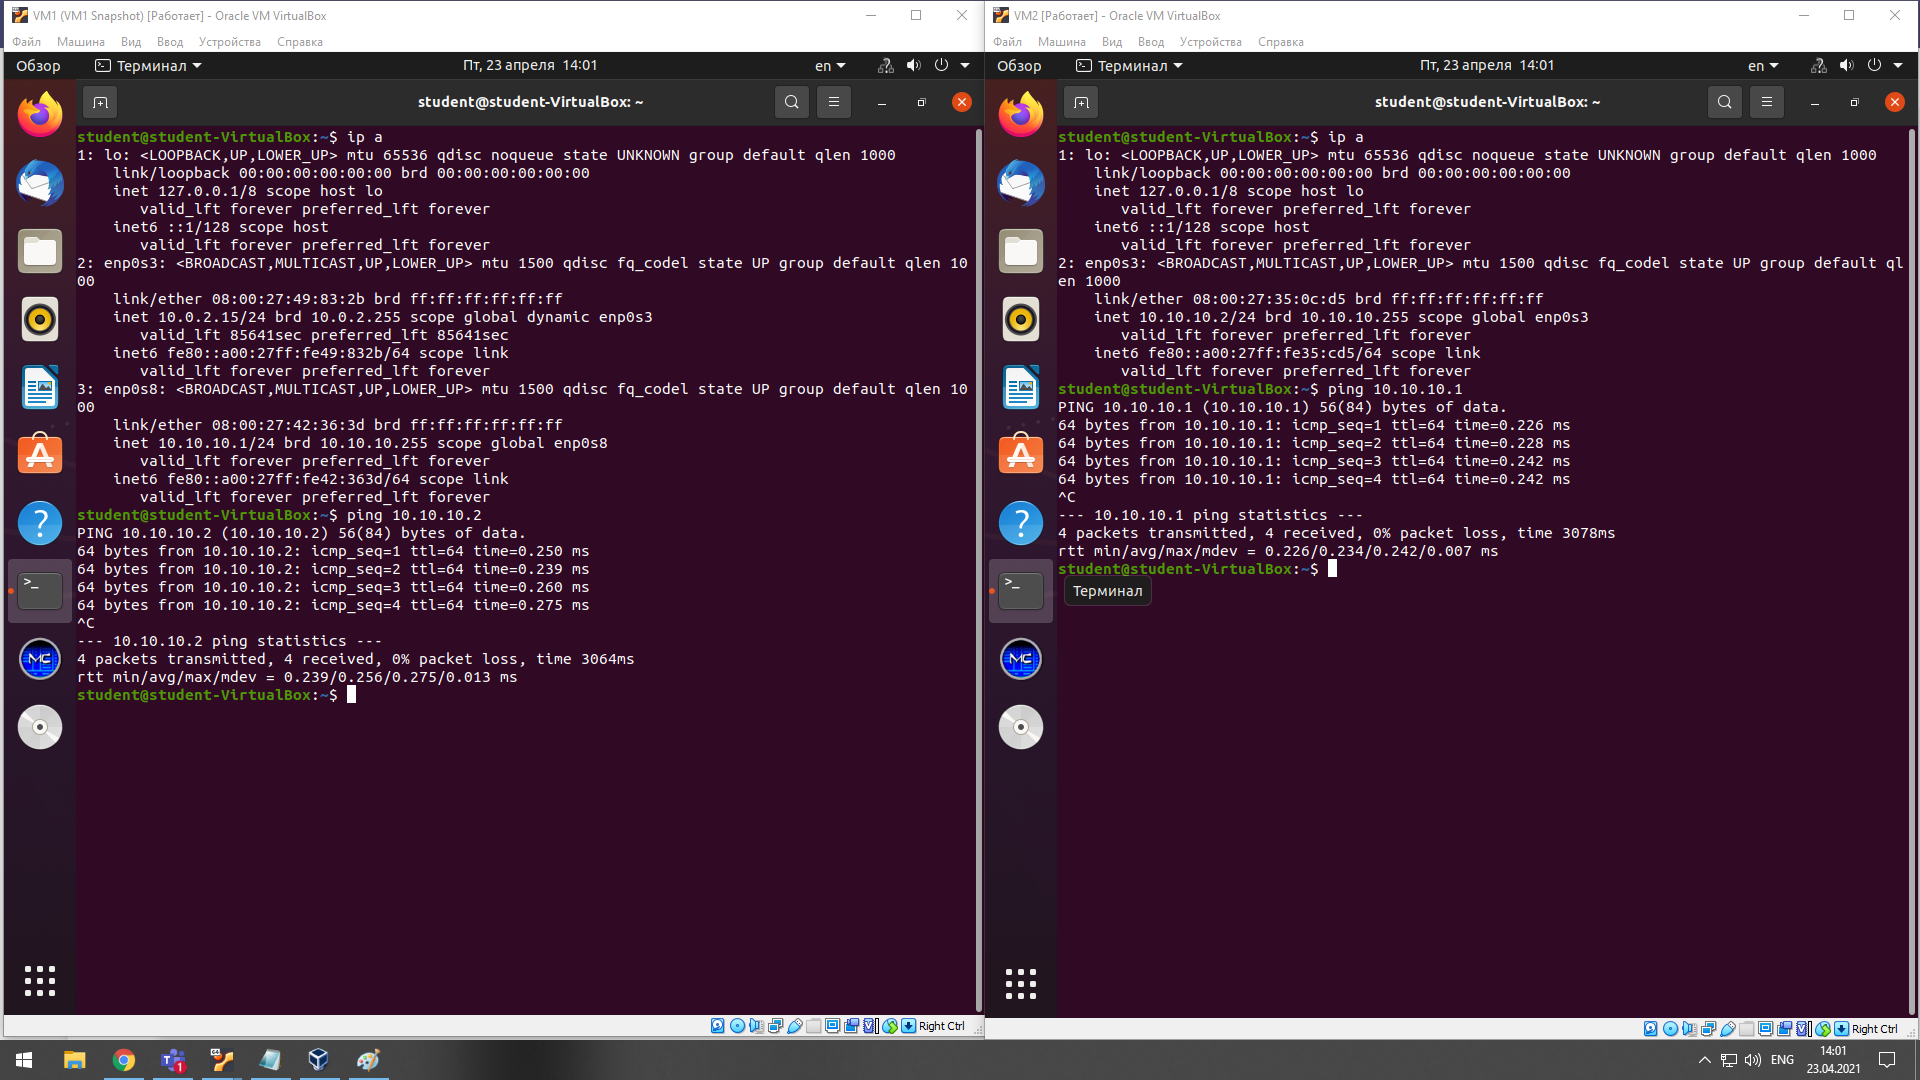 VM1 (VM1 Snapshot) [Работает] - Oracle VM VirtualBox
Файл Машина Вид Ввод Устройства Справка
Обзор Терминал Пт, 23 апреля 14:01 en
student@student-VirtualBox: ~
student@student-VirtualBox:~$ ip a
1: lo: <LOOPBACK,UP,LOWER_UP> mtu 65536 qdisc noqueue state UNKNOWN group default qlen 1000
link/loopback 00:00:00:00:00:00 brd 00:00:00:00:00:00
inet 127.0.0.1/8 scope host lo
valid_lft forever preferred_lft forever
inet6 ::1/128 scope host
valid_lft forever preferred_lft forever
2: enp0s3: <BROADCAST,MULTICAST,UP,LOWER_UP> mtu 1500 qdisc fq_codel state UP group default qlen 10
00
link/ether 08:00:27:49:83:2b brd ff:ff:ff:ff:ff:ff
inet 10.0.2.15/24 brd 10.0.2.255 scope global dynamic enp0s3
valid_lft 85641sec preferred_lft 85641sec
inet6 fe80::a00:27ff:fe49:832b/64 scope link
valid_lft forever preferred_lft forever
3: enp0s8: <BROADCAST,MULTICAST,UP,LOWER_UP> mtu 1500 qdisc fq_codel state UP group default qlen 10
00
link/ether 08:00:27:42:36:3d brd ff:ff:ff:ff:ff:ff
inet 10.10.10.1/24 brd 10.10.10.255 scope global enp0s8
valid_lft forever preferred_lft forever
inet6 fe80::a00:27ff:fe42:363d/64 scope link
valid_lft forever preferred_lft forever
student@student-VirtualBox:~$ ping 10.10.10.2
PING 10.10.10.2 (10.10.10.2) 56(84) bytes of data.
64 bytes from 10.10.10.2: icmp_seq=1 ttl=64 time=0.250 ms
64 bytes from 10.10.10.2: icmp_seq=2 ttl=64 time=0.239 ms
64 bytes from 10.10.10.2: icmp_seq=3 ttl=64 time=0.260 ms
64 bytes from 10.10.10.2: icmp_seq=4 ttl=64 time=0.275 ms
^C
--- 10.10.10.2 ping statistics ---
4 packets transmitted, 4 received, 0% packet loss, time 3064ms
rtt min/avg/max/mdev = 0.239/0.256/0.275/0.013 ms
student@student-VirtualBox:~$
MC
Right Ctrl
VM2 [Работает] - Oracle VM VirtualBox
Файл Машина Вид Ввод Устройства Справка
Обзор Терминал Пт, 23 апреля 14:01 en
student@student-VirtualBox: ~
student@student-VirtualBox:~$ ip a
1: lo: <LOOPBACK,UP,LOWER_UP> mtu 65536 qdisc noqueue state UNKNOWN group default qlen 1000
link/loopback 00:00:00:00:00:00 brd 00:00:00:00:00:00
inet 127.0.0.1/8 scope host lo
valid_lft forever preferred_lft forever
inet6 ::1/128 scope host
valid_lft forever preferred_lft forever
2: enp0s3: <BROADCAST,MULTICAST,UP,LOWER_UP> mtu 1500 qdisc fq_codel state UP group default ql
en 1000
link/ether 08:00:27:35:0c:d5 brd ff:ff:ff:ff:ff:ff
inet 10.10.10.2/24 brd 10.10.10.255 scope global enp0s3
valid_lft forever preferred_lft forever
inet6 fe80::a00:27ff:fe35:cd5/64 scope link
valid_lft forever preferred_lft forever
student@student-VirtualBox:~$ ping 10.10.10.1
PING 10.10.10.1 (10.10.10.1) 56(84) bytes of data.
64 bytes from 10.10.10.1: icmp_seq=1 ttl=64 time=0.226 ms
64 bytes from 10.10.10.1: icmp_seq=2 ttl=64 time=0.228 ms
64 bytes from 10.10.10.1: icmp_seq=3 ttl=64 time=0.242 ms
64 bytes from 10.10.10.1: icmp_seq=4 ttl=64 time=0.242 ms
^C
--- 10.10.10.1 ping statistics ---
4 packets transmitted, 4 received, 0% packet loss, time 3078ms
rtt min/avg/max/mdev = 0.226/0.234/0.242/0.007 ms
student@student-VirtualBox:~$
Терминал
MC
Right Ctrl
ENG
14:01
23.04.2021